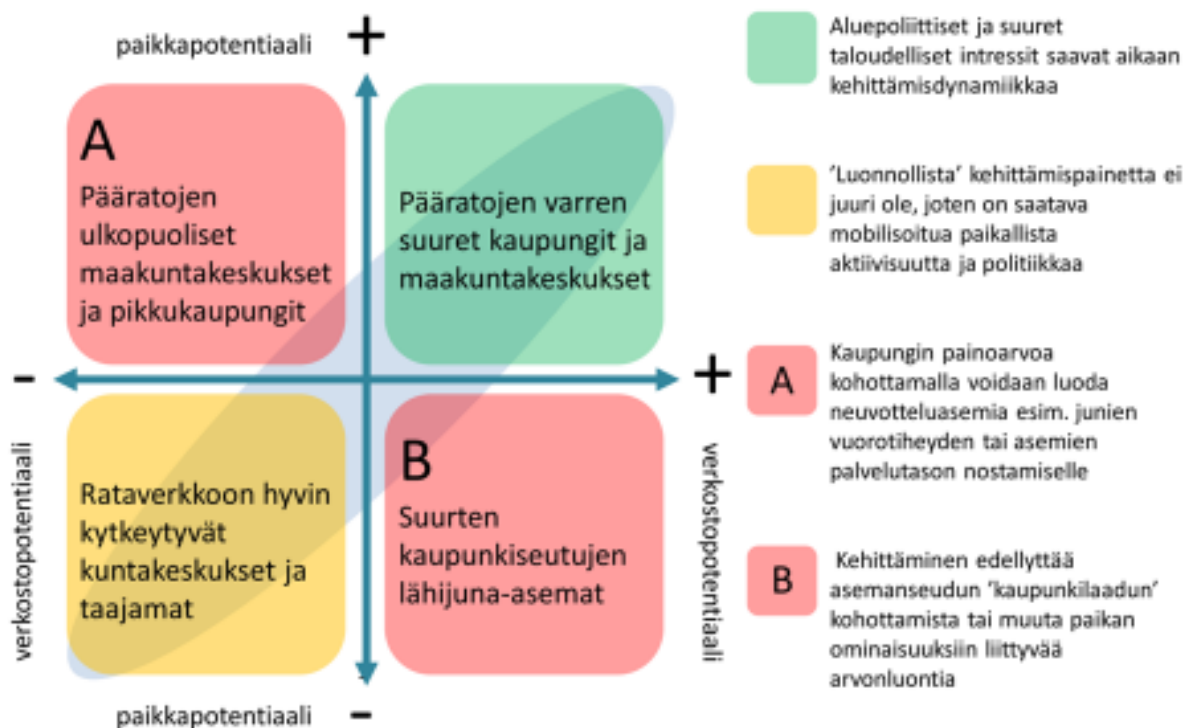 paikkapotentiaali +
A
Pääratojen
ulkopuoliset
maakuntakeskukset
ja pikkukaupungit
Pääratojen varren
suuret kaupungit ja
maakuntakeskukset
-
+
verkostopotentiaali
verkostopotentiaali
Rataverkkoon hyvin
kytkeytyvät
kuntakeskukset ja
taajamat
B
Suurten
kaupunkiseutujen
lähijuna-asemat
paikkapotentiaali -
Aluepoliittiset ja suuret
taloudelliset intressit saavat aikaan
kehittämisdynamiikkaa
'Luonnollista' kehittämispainetta ei
juuri ole, joten on saatava
mobilisoitua paikallista
aktiivisuutta ja politiikkaa
A
Kaupungin painoarvoa
kohottamalla voidaan luoda
neuvotteluasemia esim. junien
vuorotiheyden tai asemien
palvelutason nostamiselle
B
Kehittäminen edellyttää
asemanseudun 'kaupunkilaadun'
kohottamista tai muuta paikan
ominaisuuksiin liittyvää
arvonluontia